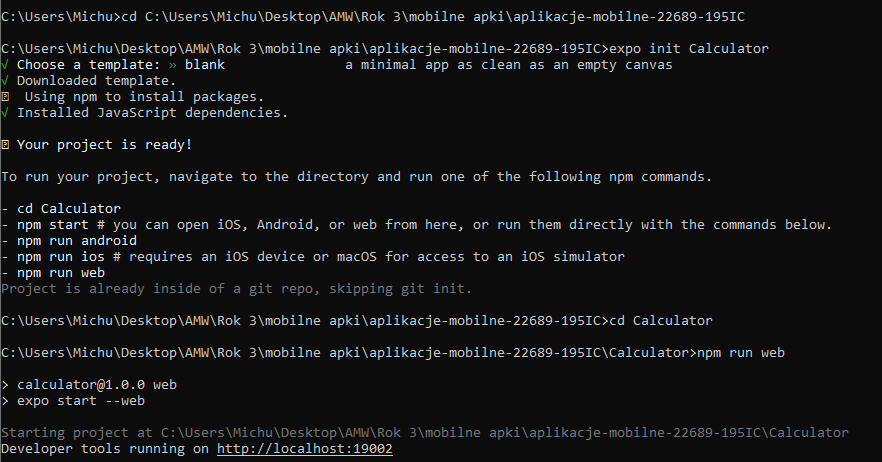 C:\Users\Michu>cd C:\Users\Michu\Desktop\AMW\Rok 3\mobilne apki\aplikacje-mobilne-22689-195IC
C:\Users\Michu\Desktop\AMW\Rok 3\mobilne apki\aplikacje-mobilne-22689-195IC>expo init Calculator
√ Choose a template: » blank               a minimal app as clean as an empty canvas
√ Downloaded template.
⍰  Using npm to install packages.
√ Installed JavaScript dependencies.
⍰ Your project is ready!
To run your project, navigate to the directory and run one of the following npm commands.
- cd Calculator
- npm start # you can open iOS, Android, or web from here, or run them directly with the commands below.
- npm run android
- npm run ios # requires an iOS device or macOS for access to an iOS simulator
- npm run web
Project is already inside of a git repo, skipping git init.
C:\Users\Michu\Desktop\AMW\Rok 3\mobilne apki\aplikacje-mobilne-22689-195IC>cd Calculator
C:\Users\Michu\Desktop\AMW\Rok 3\mobilne apki\aplikacje-mobilne-22689-195IC\Calculator>npm run web
> calculator@1.0.0 web
> expo start --web
Starting project at C:\Users\Michu\Desktop\AMW\Rok 3\mobilne apki\aplikacje-mobilne-22689-195IC\Calculator
Developer tools running on http://localhost:19002